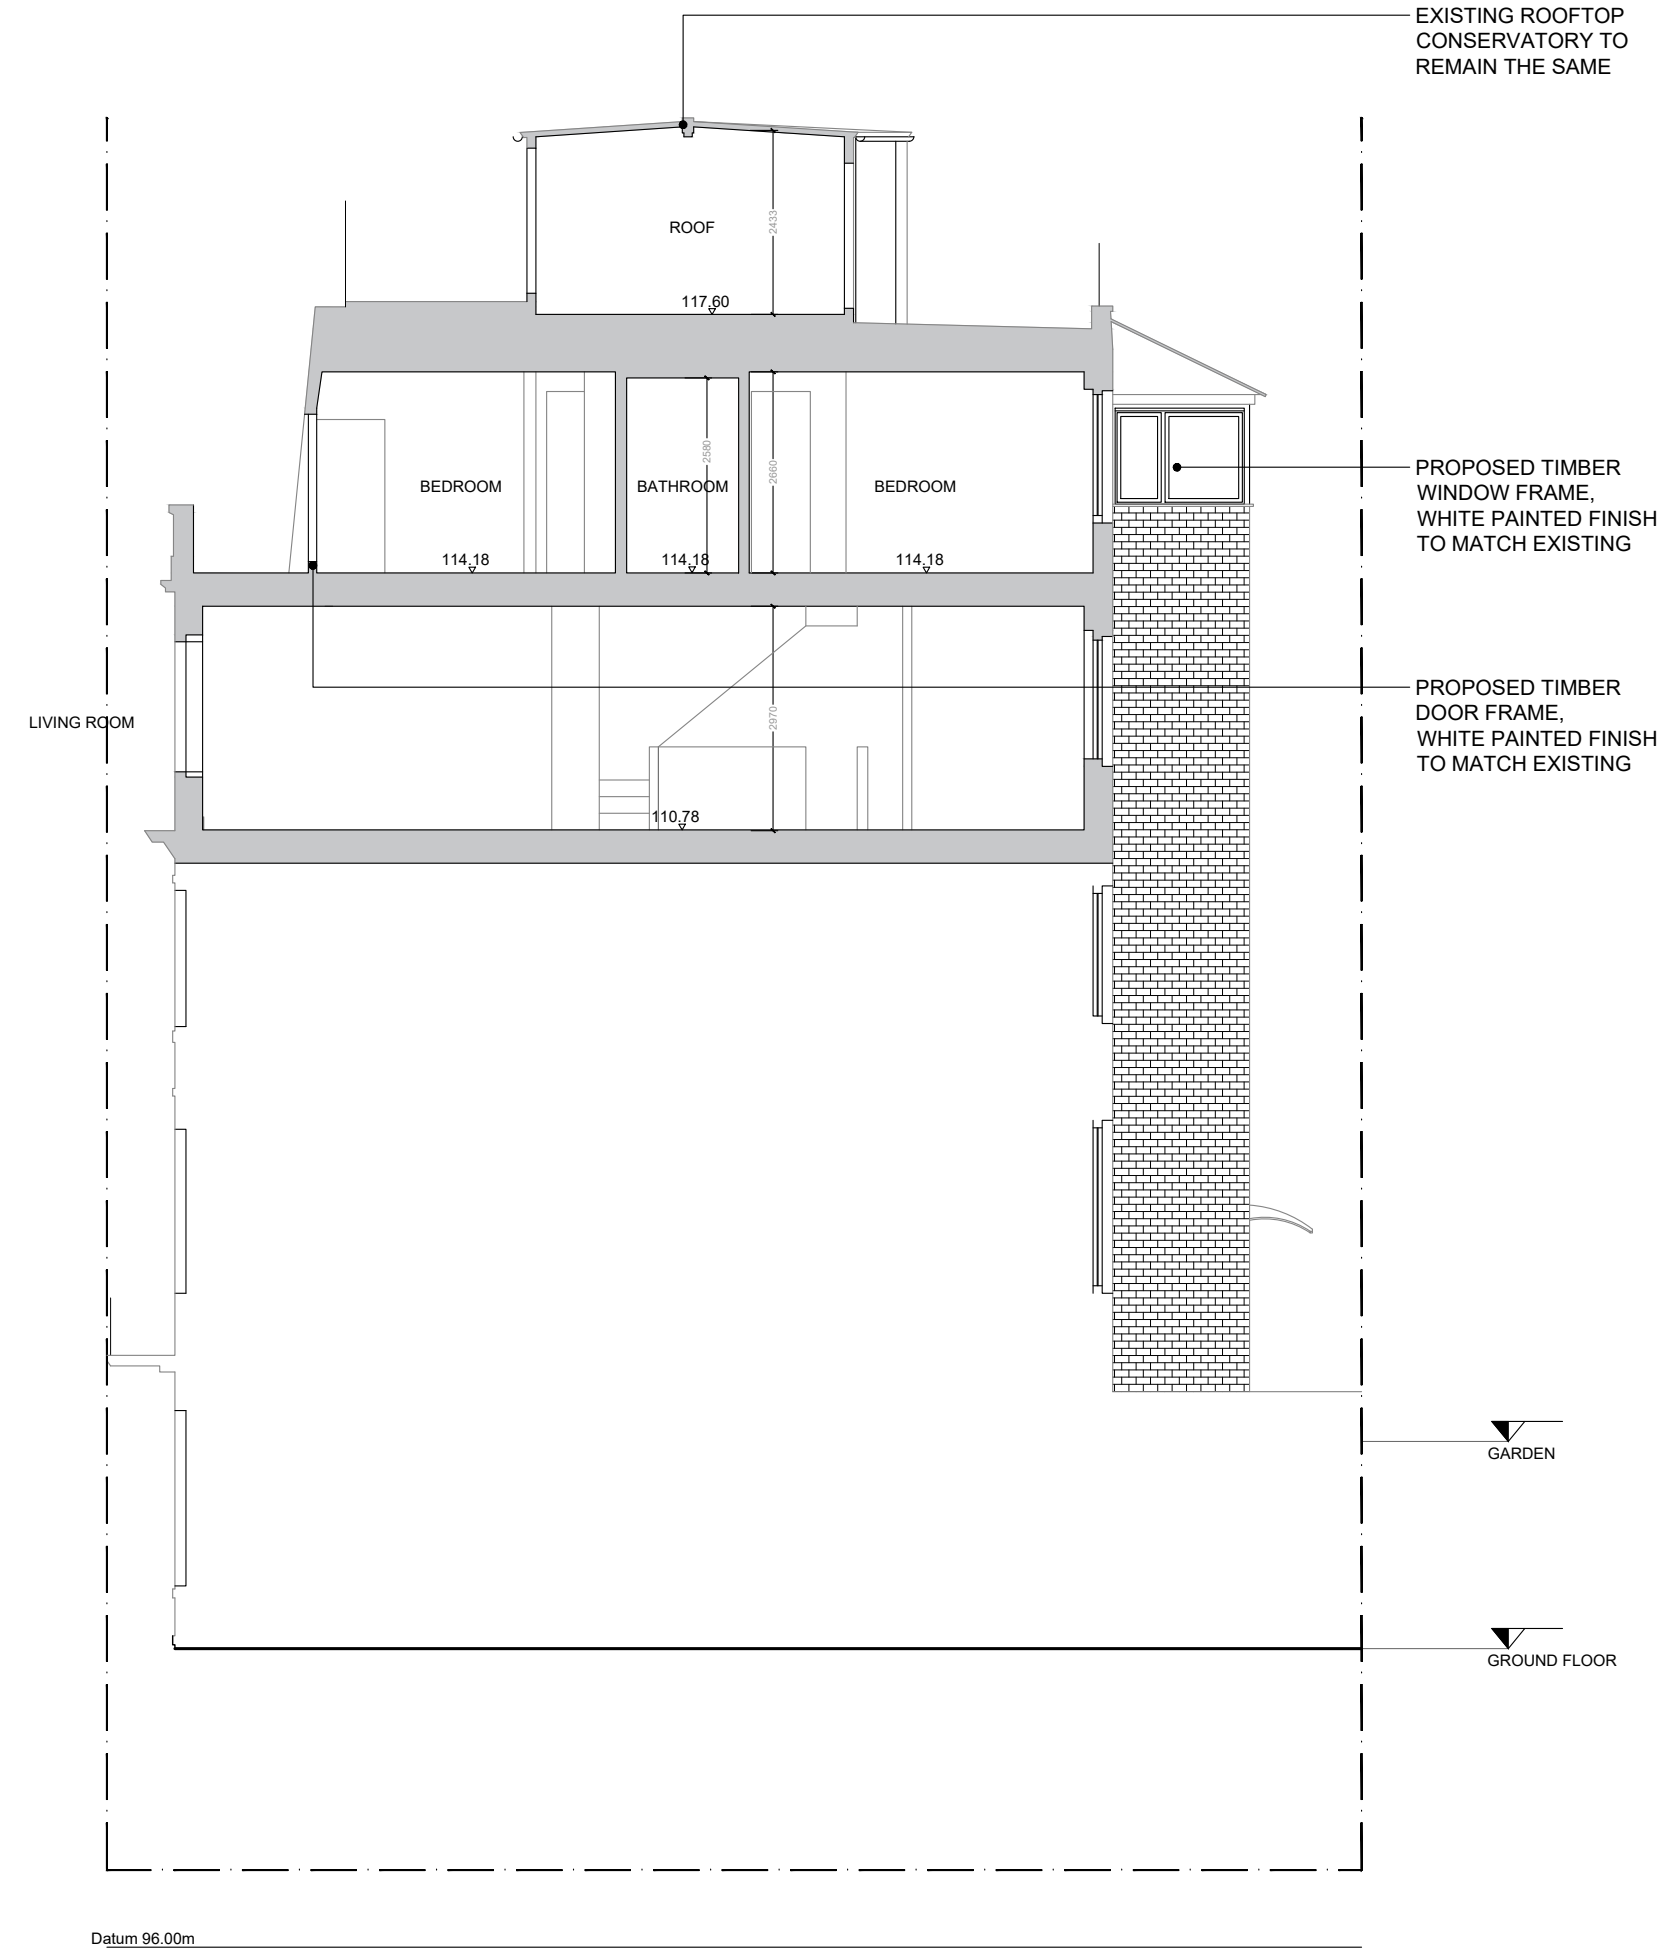 EXISTING ROOFTOP
CONSERVATORY TO
REMAIN THE SAME
ROOF
2433
117.60
PROPOSED TIMBER
WINDOW FRAME,
WHITE PAINTED FINISH
TO MATCH EXISTING
BEDROOM
BATHROOM
BEDROOM
2580
2660
114.18
114.18
114.18
PROPOSED TIMBER
DOOR FRAME,
WHITE PAINTED FINISH
TO MATCH EXISTING
LIVING ROOM
2970
110.78
GARDEN
GROUND FLOOR
Datum 96.00m